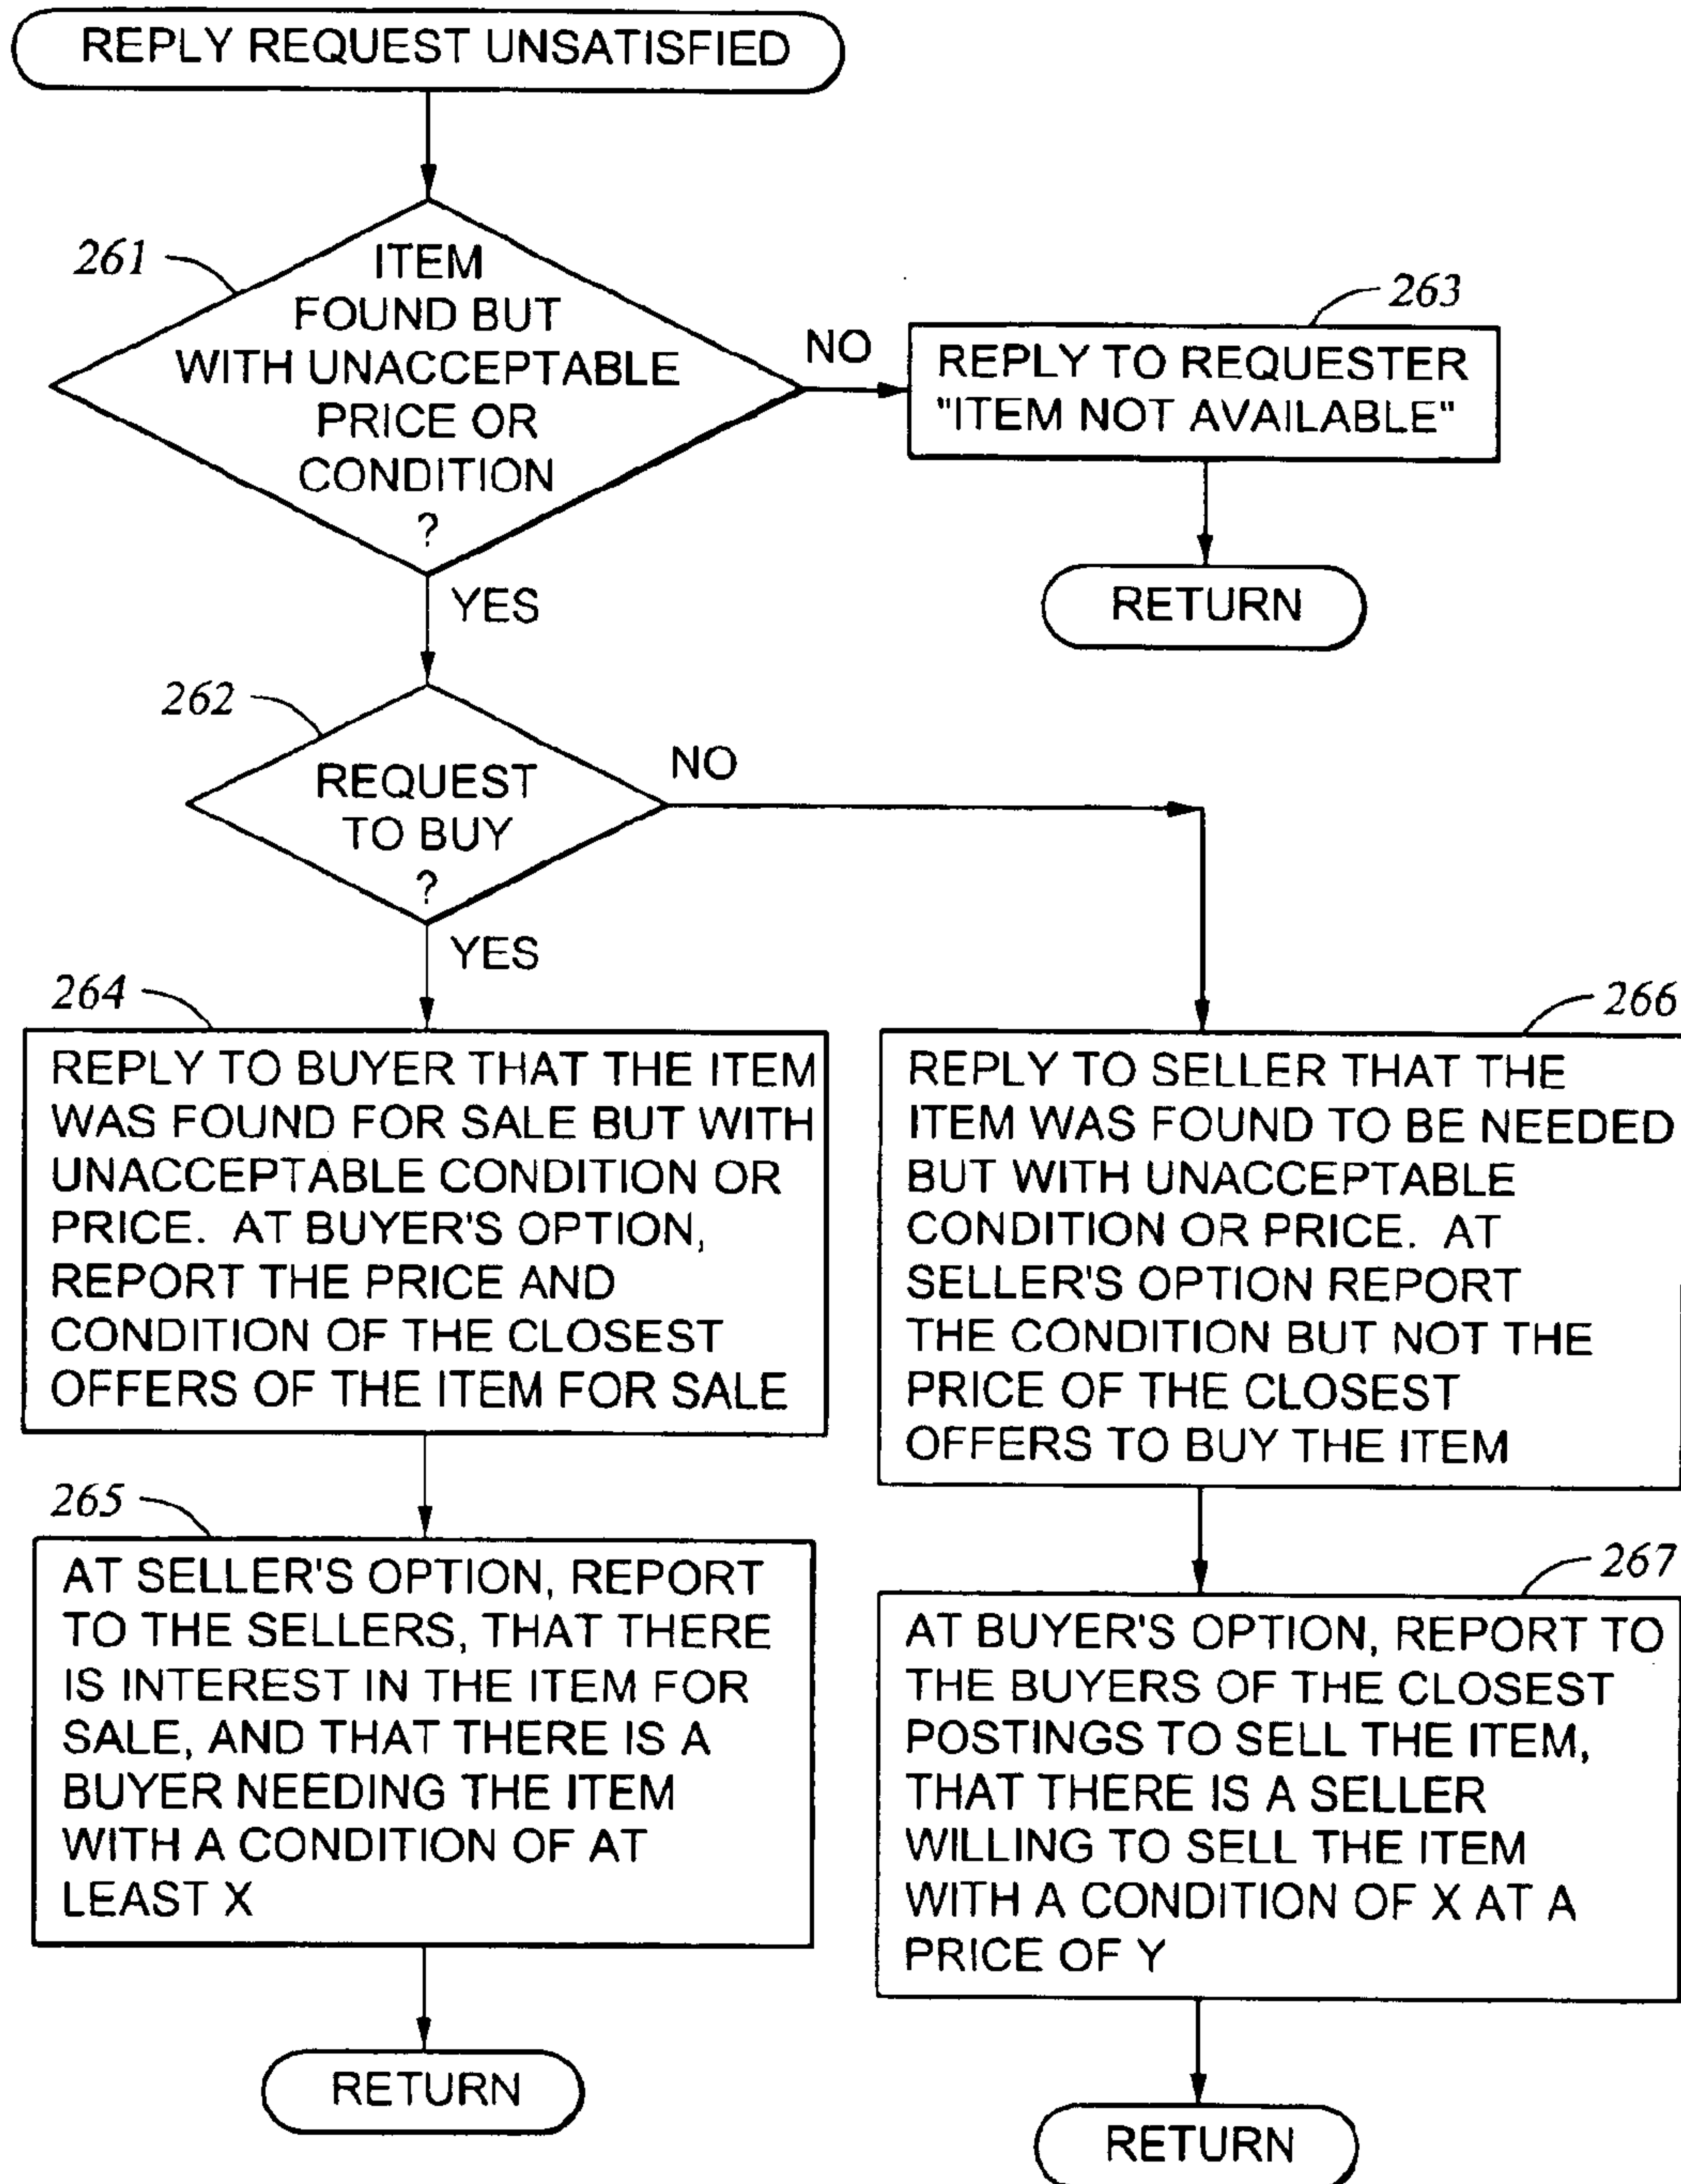 REPLY REQUEST UNSATISFIED
261
ITEM
FOUND BUT
WITH UNACCEPTABLE
PRICE OR
CONDITION
?
NO
263
REPLY TO REQUESTER
"ITEM NOT AVAILABLE"
RETURN
YES
262
REQUEST
TO BUY
?
NO
YES
264
REPLY TO BUYER THAT THE ITEM
WAS FOUND FOR SALE BUT WITH
UNACCEPTABLE CONDITION OR
PRICE. AT BUYER'S OPTION,
REPORT THE PRICE AND
CONDITION OF THE CLOSEST
OFFERS OF THE ITEM FOR SALE
265
AT SELLER'S OPTION, REPORT
TO THE SELLERS, THAT THERE
IS INTEREST IN THE ITEM FOR
SALE, AND THAT THERE IS A
BUYER NEEDING THE ITEM
WITH A CONDITION OF AT
LEAST X
RETURN
266
REPLY TO SELLER THAT THE
ITEM WAS FOUND TO BE NEEDED
BUT WITH UNACCEPTABLE
CONDITION OR PRICE. AT
SELLER'S OPTION REPORT
THE CONDITION BUT NOT THE
PRICE OF THE CLOSEST
OFFERS TO BUY THE ITEM
267
AT BUYER'S OPTION, REPORT TO
THE BUYERS OF THE CLOSEST
POSTINGS TO SELL THE ITEM,
THAT THERE IS A SELLER
WILLING TO SELL THE ITEM
WITH A CONDITION OF X AT A
PRICE OF Y
RETURN